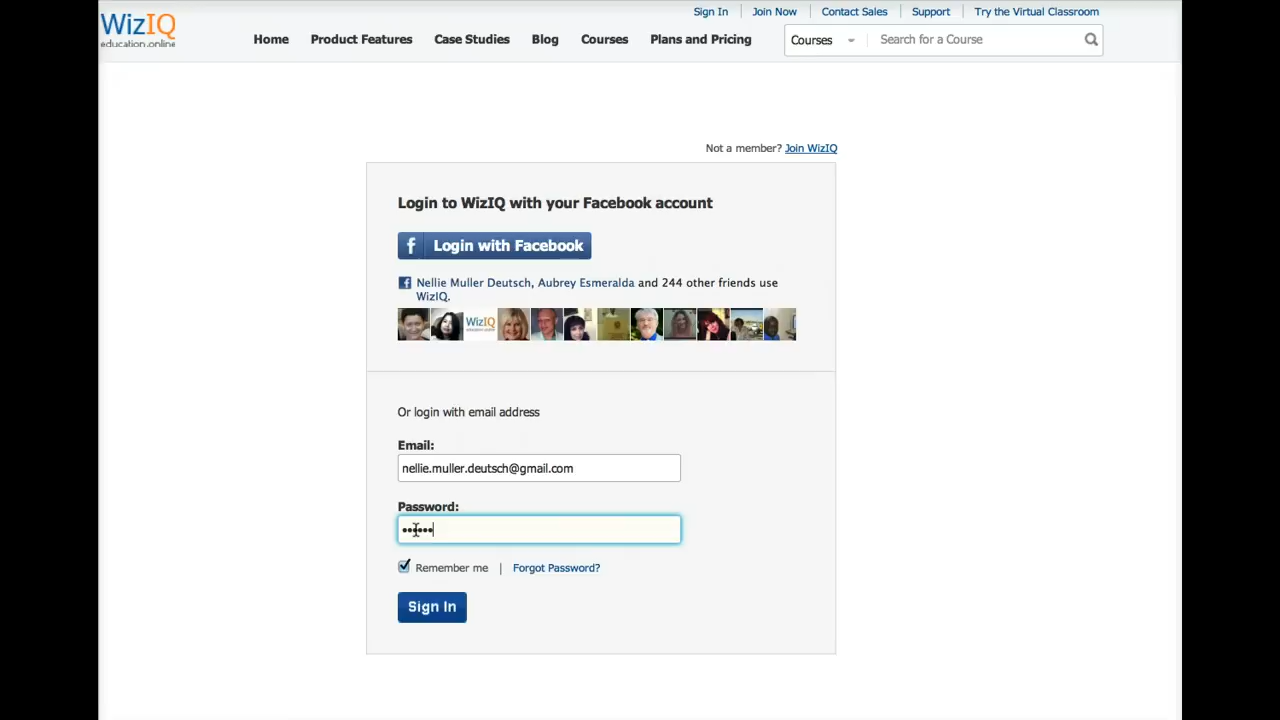 WizIQ
education.online
Sign In | Join Now | Contact Sales | Support | Try the Virtual Classroom
Home Product Features Case Studies Blog Courses Plans and Pricing Courses Search for a Course
Not a member? Join WizIQ
Login to WizIQ with your Facebook account
f Login with Facebook
f Nellie Muller Deutsch, Aubrey Esmeralda and 244 other friends use
WizIQ.
WizIQ
Or login with email address
Email:
nellie.muller.deutsch@gmail.com
Password:
Remember me | Forgot Password?
Sign In